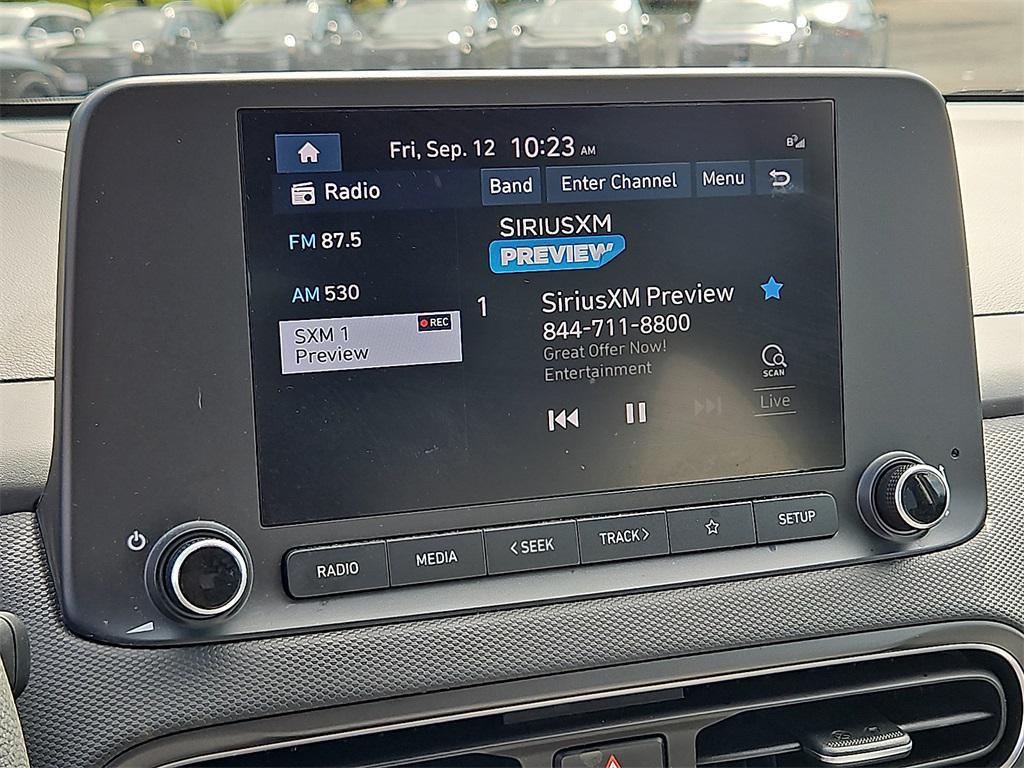 Fri, Sep. 12 10:23 AM
Radio
Band Enter Channel Menu
FM 87.5
AM 530
SXM 1 REC
Preview
SIRIUSXM
PREVIEW
1 SiriusXM Preview
844-711-8800
Great Offer Now!
Entertainment
SCAN
Live
RADIO MEDIA <SEEK TRACK> SETUP